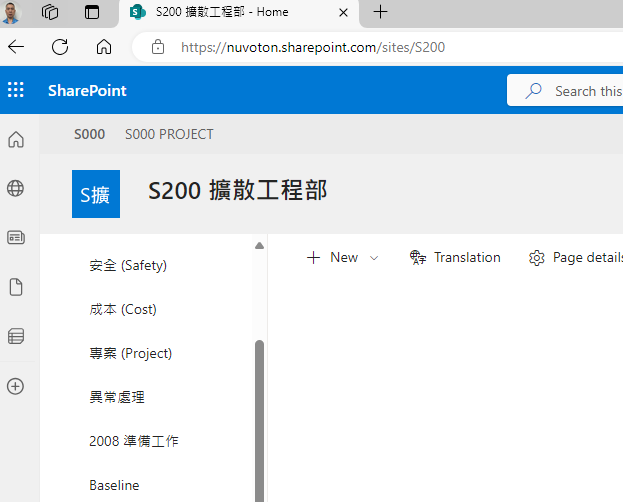 S200 擴散工程部 - Home
https://nuvoton.sharepoint.com/sites/S200
SharePoint
Search this
S000 S000 PROJECT
S擴 S200 擴散工程部
New Translation Page details
安全 (Safety)
成本 (Cost)
專案 (Project)
異常處理
2008 準備工作
Baseline